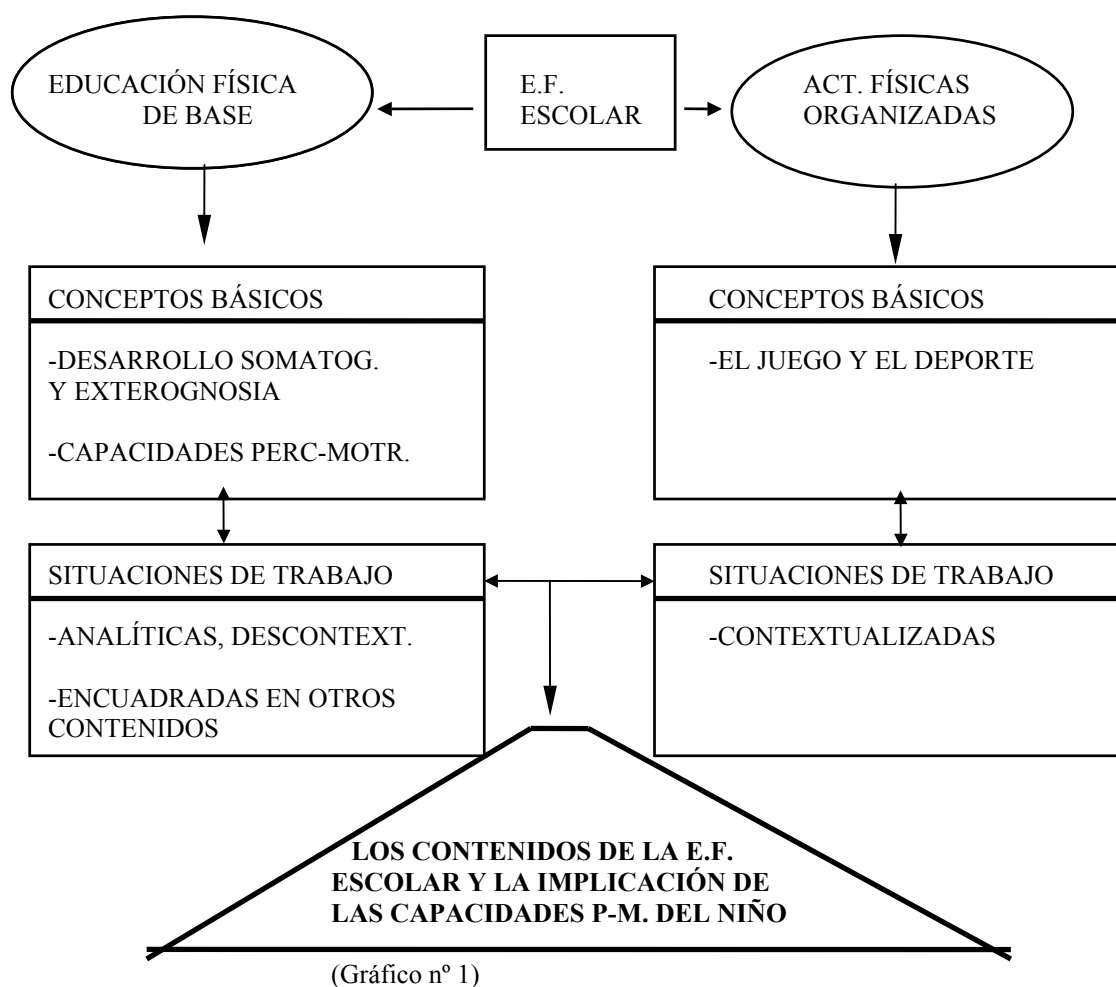 EDUCACIÓN FÍSICA
DE BASE
E.F.
ESCOLAR
ACT. FÍSICAS
ORGANIZADAS
CONCEPTOS BÁSICOS
-DESARROLLO SOMATOG.
Y EXTEROGNOSIA
-CAPACIDADES PERC-MOTR.
CONCEPTOS BÁSICOS
-EL JUEGO Y EL DEPORTE
SITUACIONES DE TRABAJO
-ANALÍTICAS, DESCONTEXT.
-ENCUADRADAS EN OTROS
CONTENIDOS
SITUACIONES DE TRABAJO
-CONTEXTUALIZADAS
LOS CONTENIDOS DE LA E.F.
ESCOLAR Y LA IMPLICACIÓN DE
LAS CAPACIDADES P-M. DEL NIÑO
(Gráfico nº 1)